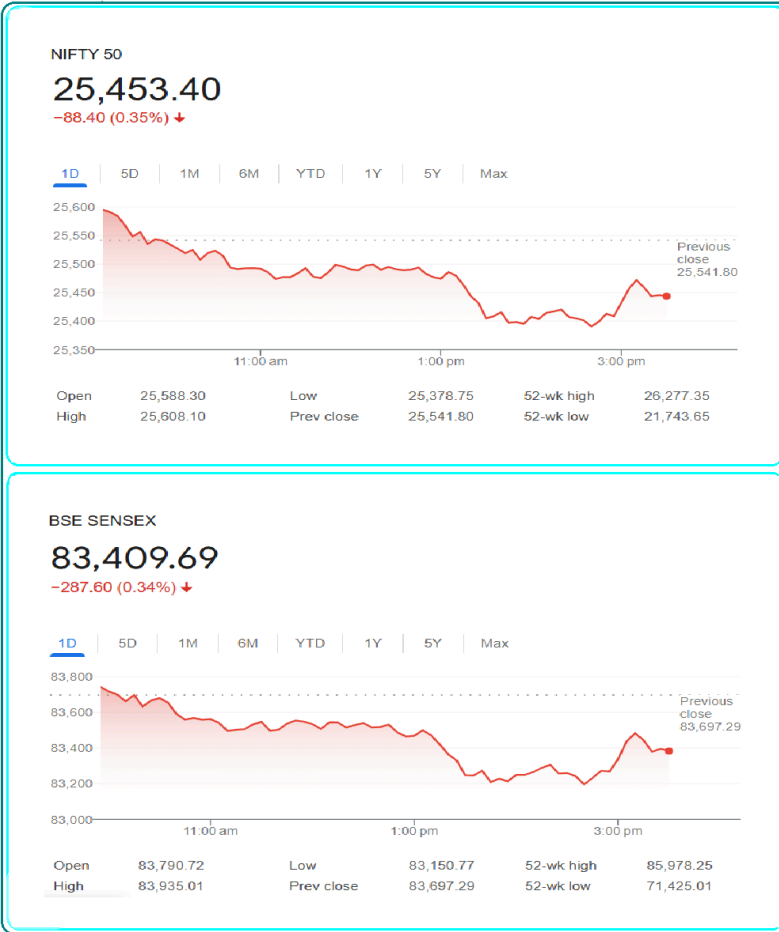 NIFTY 50
25,453.40
−88.40 (0.35%) ↓
1D 5D 1M 6M YTD 1Y 5Y Max
25,600
25,550
25,500
25,450
25,400
25,350
Previous
close
25,541.80
11:00 am 1:00 pm 3:00 pm
Open 25,588.30 Low 25,378.75 52-wk high 26,277.35
High 25,608.10 Prev close 25,541.80 52-wk low 21,743.65
BSE SENSEX
83,409.69
−287.60 (0.34%) ↓
1D 5D 1M 6M YTD 1Y 5Y Max
83,800
83,600
83,400
83,200
83,000
Previous
close
83,697.29
11:00 am 1:00 pm 3:00 pm
Open 83,790.72 Low 83,150.77 52-wk high 85,978.25
High 83,935.01 Prev close 83,697.29 52-wk low 71,425.01